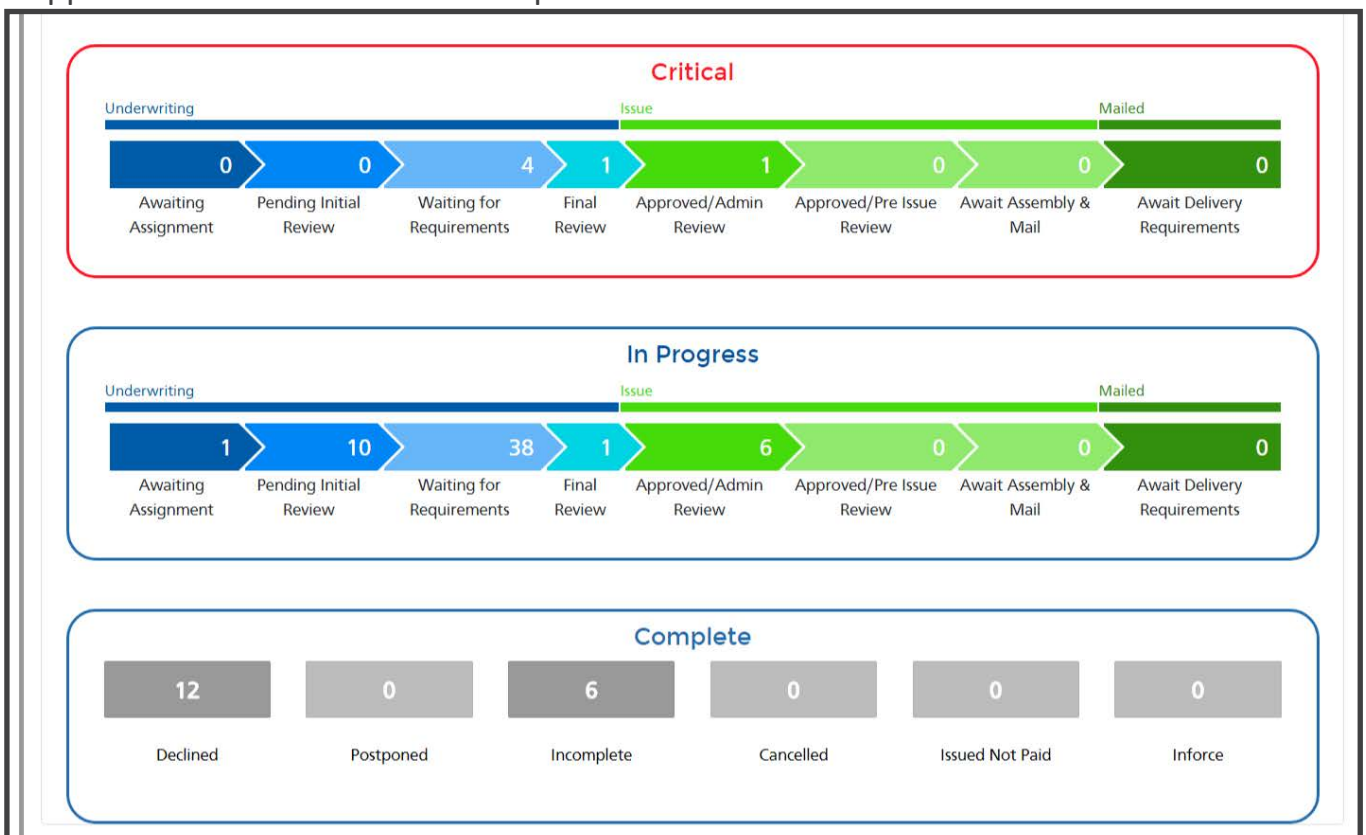 Critical
Underwriting Issue Mailed
0 0 4 1 1 0 0 0
Awaiting Pending Initial Waiting for Final Approved/Admin Approved/Pre Issue Await Assembly & Await Delivery
Assignment Review Requirements Review Review Review Mail Requirements
In Progress
Underwriting Issue Mailed
1 10 38 1 6 0 0 0
Awaiting Pending Initial Waiting for Final Approved/Admin Approved/Pre Issue Await Assembly & Await Delivery
Assignment Review Requirements Review Review Review Mail Requirements
Complete
12 0 6 0 0 0
Declined Postponed Incomplete Cancelled Issued Not Paid Inforce